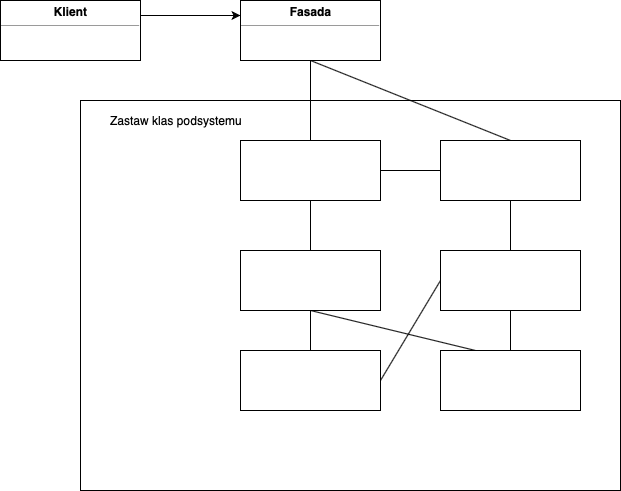 Klient
Fasada
Zastaw klas podsystemu